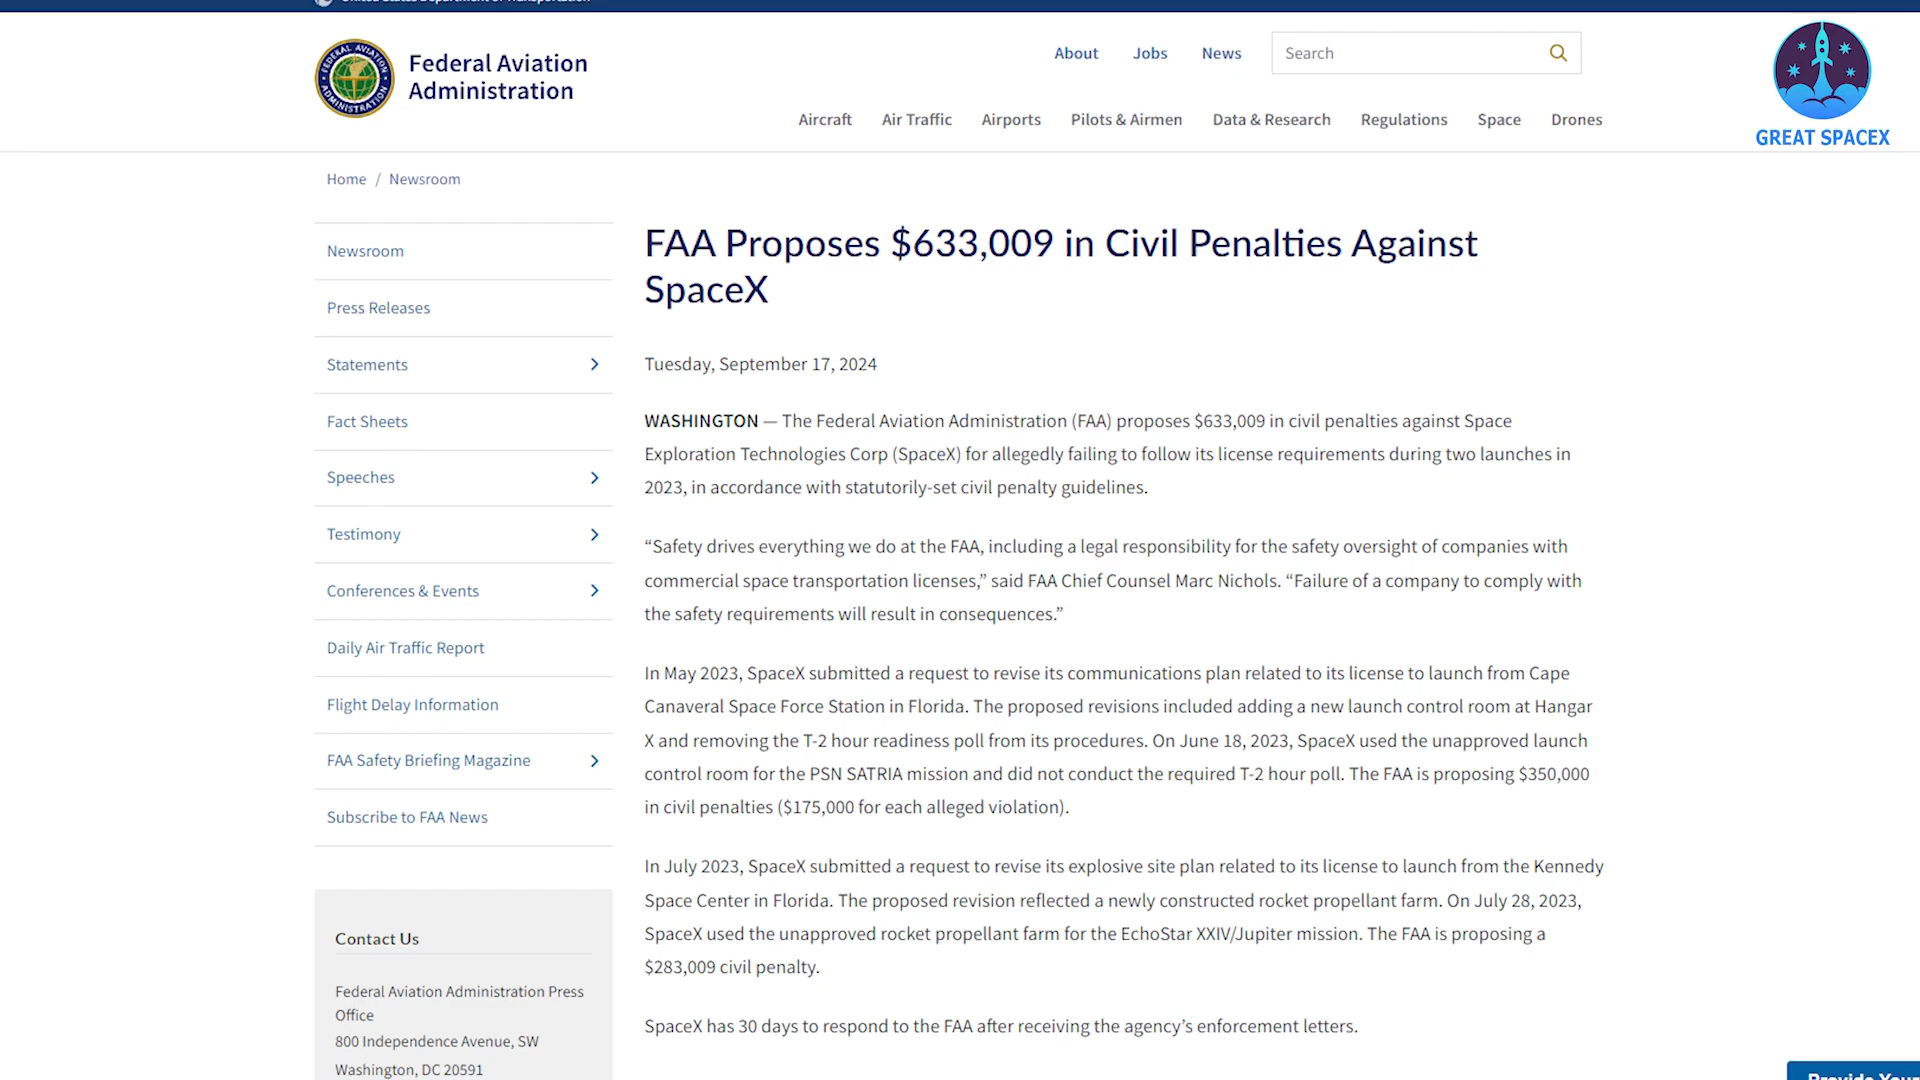 United States Department of Transportation
Federal Aviation
Administration
About
Jobs
News
Search
GREAT SPACEX
Aircraft
Air Traffic
Airports
Pilots & Airmen
Data & Research
Regulations
Space
Drones
Home / Newsroom
Newsroom
Press Releases
Statements
Fact Sheets
Speeches
Testimony
Conferences & Events
Daily Air Traffic Report
Flight Delay Information
FAA Safety Briefing Magazine
Subscribe to FAA News
Contact Us
Federal Aviation Administration Press
Office
800 Independence Avenue, SW
Washington, DC 20591
FAA Proposes $633,009 in Civil Penalties Against
SpaceX
Tuesday, September 17, 2024
WASHINGTON — The Federal Aviation Administration (FAA) proposes $633,009 in civil penalties against Space
Exploration Technologies Corp (SpaceX) for allegedly failing to follow its license requirements during two launches in
2023, in accordance with statutorily-set civil penalty guidelines.
“Safety drives everything we do at the FAA, including a legal responsibility for the safety oversight of companies with
commercial space transportation licenses,” said FAA Chief Counsel Marc Nichols. “Failure of a company to comply with
the safety requirements will result in consequences.”
In May 2023, SpaceX submitted a request to revise its communications plan related to its license to launch from Cape
Canaveral Space Force Station in Florida. The proposed revisions included adding a new launch control room at Hangar
X and removing the T-2 hour readiness poll from its procedures. On June 18, 2023, SpaceX used the unapproved launch
control room for the PSN SATRIA mission and did not conduct the required T-2 hour poll. The FAA is proposing $350,000
in civil penalties ($175,000 for each alleged violation).
In July 2023, SpaceX submitted a request to revise its explosive site plan related to its license to launch from the Kennedy
Space Center in Florida. The proposed revision reflected a newly constructed rocket propellant farm. On July 28, 2023,
SpaceX used the unapproved rocket propellant farm for the EchoStar XXIV/Jupiter mission. The FAA is proposing a
$283,009 civil penalty.
SpaceX has 30 days to respond to the FAA after receiving the agency’s enforcement letters.